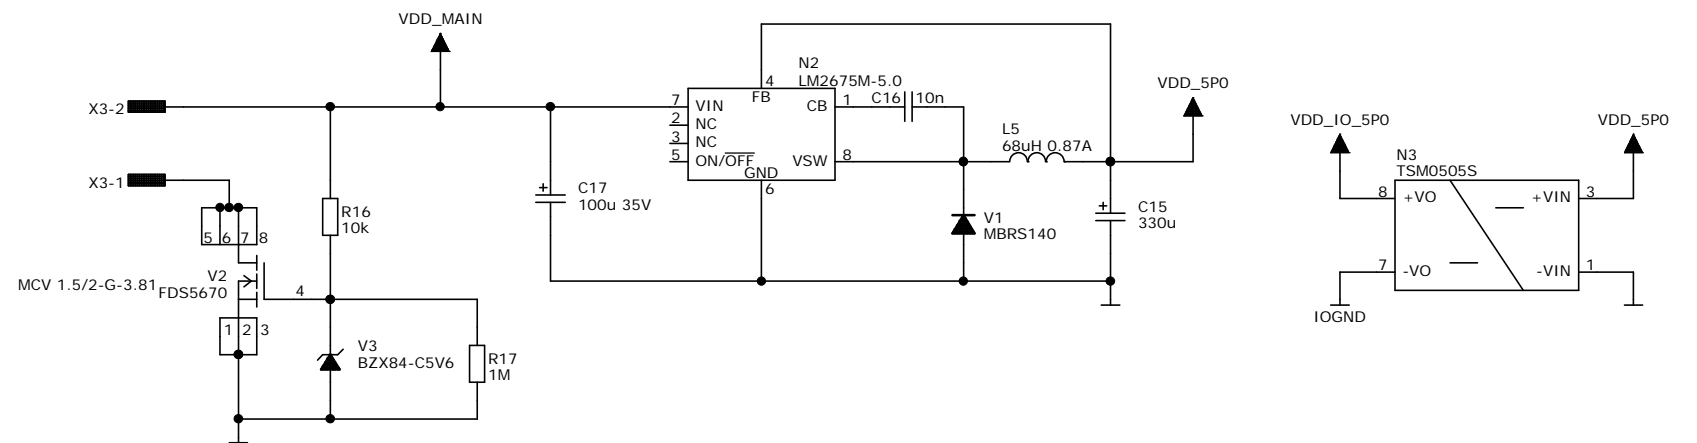 VDD_MAIN
X3-2
X3-1
R16
10k
5 6 7 8
V2
MCV 1.5/2-G-3.81
FDS5670
4
1 2 3
V3
BZX84-C5V6
R17
1M
+
C17
100u 35V
N2
LM2675M-5.0
4
FB
7 VIN
2 NC
3 NC
5 ON/OFF
CB 1
C16 10n
VSW 8
GND
6
L5
68uH 0.87A
V1
MBRS140
+
C15
330u
VDD_5P0
VDD_IO_5P0
VDD_5P0
N3
TSM0505S
8 +VO
+VIN 3
7 -VO
-VIN 1
IOGND